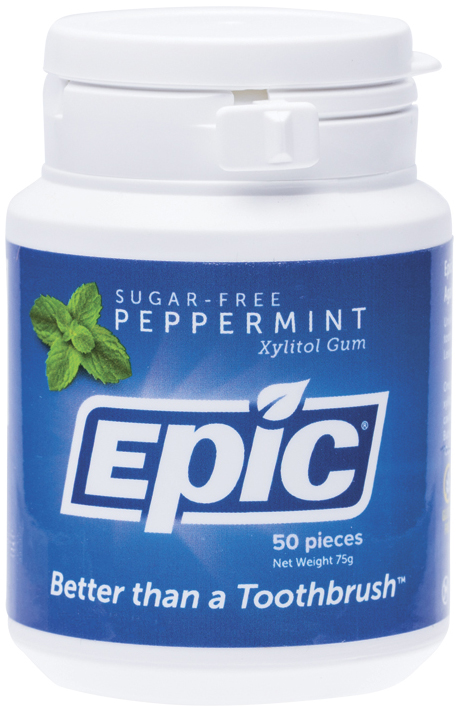 SUGAR-FREE
PEPPERMINT
Xylitol Gum
EPIC®
50 pieces
Net Weight 75g
Better than a Toothbrush™